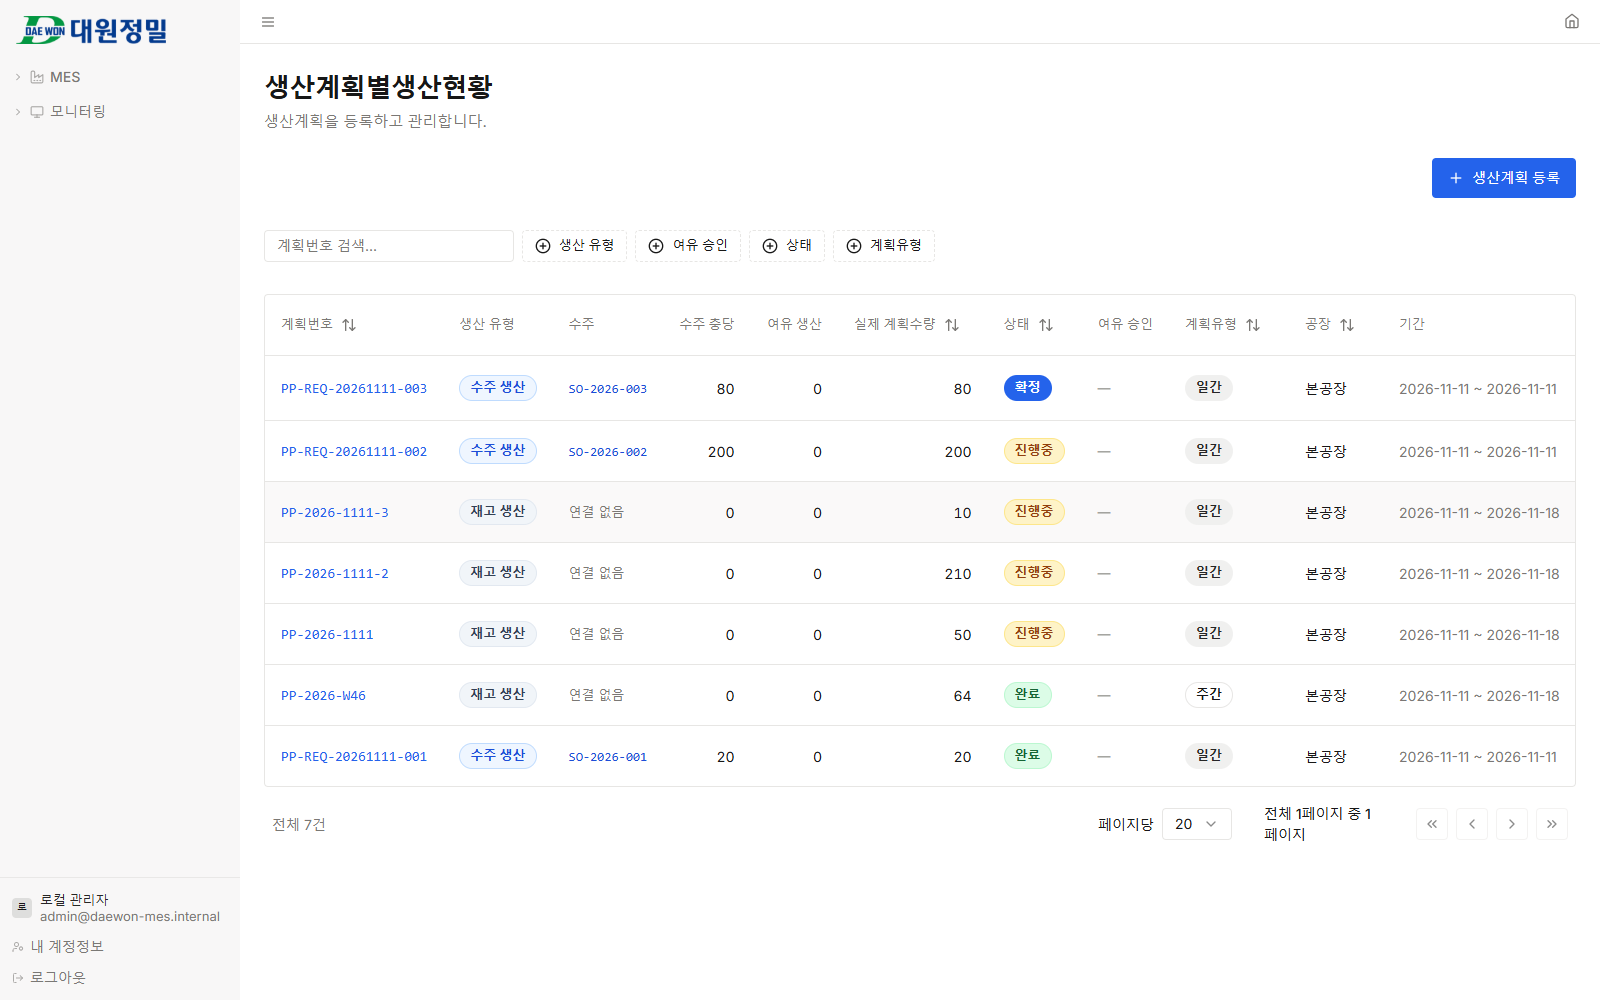 DAE WON 대원정밀
MES
모니터링
생산계획별생산현황
생산계획을 등록하고 관리합니다.
생산계획 등록
계획번호 검색... 생산 유형 여유 승인 상태 계획유형
계획번호 생산 유형 수주 수주 충당 여유 생산 실제 계획수량 상태 여유 승인 계획유형 공장 기간
PP-REQ-20261111-003 수주 생산 SO-2026-003 80 0 80 확정 — 일간 본공장 2026-11-11 ~ 2026-11-11
PP-REQ-20261111-002 수주 생산 SO-2026-002 200 0 200 진행중 — 일간 본공장 2026-11-11 ~ 2026-11-11
PP-2026-1111-3 재고 생산 연결 없음 0 0 10 진행중 — 일간 본공장 2026-11-11 ~ 2026-11-18
PP-2026-1111-2 재고 생산 연결 없음 0 0 210 진행중 — 일간 본공장 2026-11-11 ~ 2026-11-18
PP-2026-1111 재고 생산 연결 없음 0 0 50 진행중 — 일간 본공장 2026-11-11 ~ 2026-11-18
PP-2026-W46 재고 생산 연결 없음 0 0 64 완료 — 주간 본공장 2026-11-11 ~ 2026-11-18
PP-REQ-20261111-001 수주 생산 SO-2026-001 20 0 20 완료 — 일간 본공장 2026-11-11 ~ 2026-11-11
전체 7건 페이지당 20 전체 1페이지 중 1
페이지
로 로컬 관리자
admin@daewon-mes.internal
내 계정정보
로그아웃